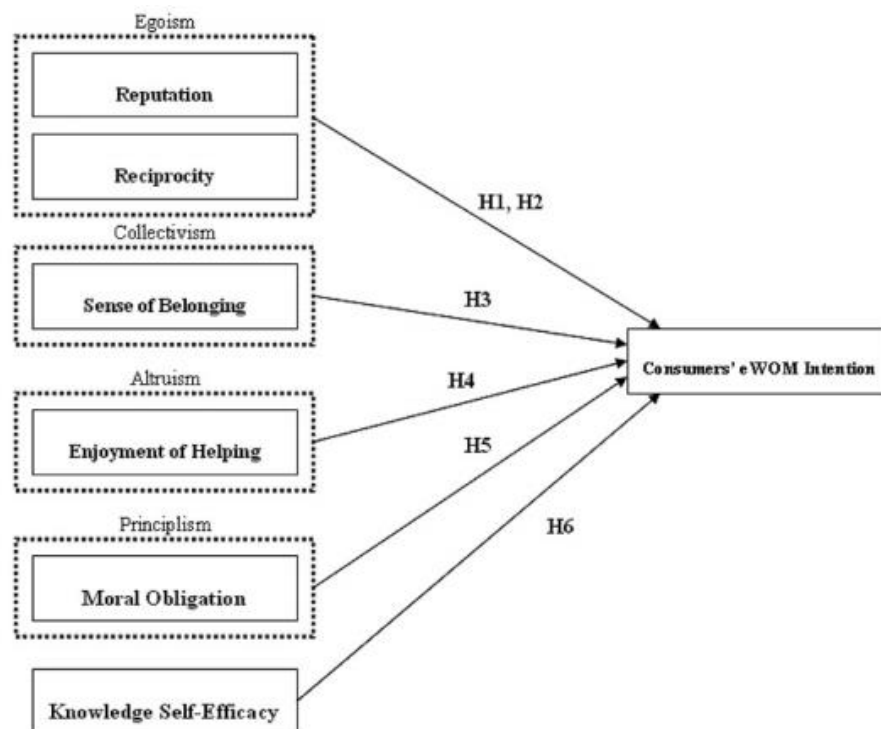 Egoism
Reputation
Reciprocity
H1, H2
Collectivism
Sense of Belonging
H3
Consumers' eWOM Intention
Altruism
H4
Enjoyment of Helping
H5
Principlism
H6
Moral Obligation
Knowledge Self-Efficacy